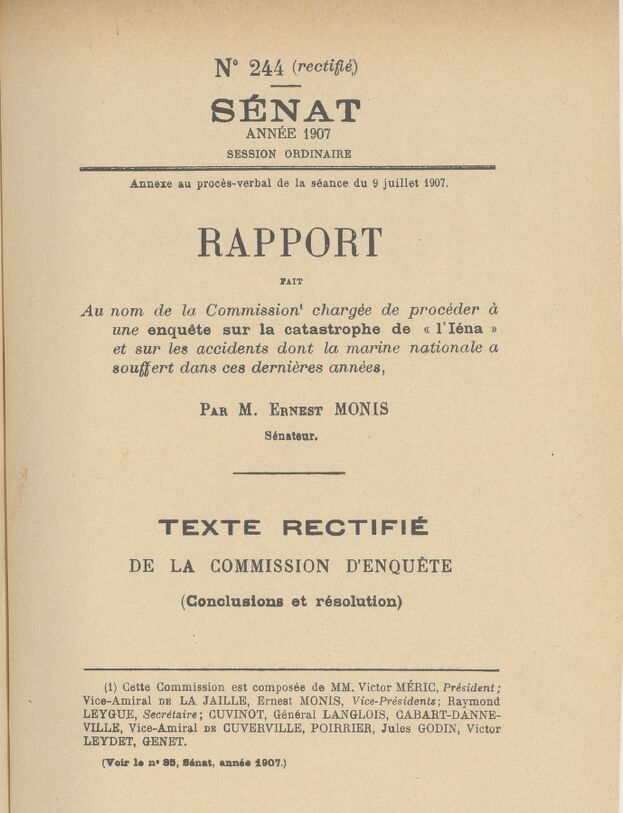 N° 244 (rectifié)
SÉNAT
ANNÉE 1907
SESSION ORDINAIRE
Annexe au procès-verbal de la séance du 9 juillet 1907.
RAPPORT
FAIT
Au nom de la Commission¹ chargée de procéder à
une enquête sur la catastrophe de « l'Iéna »
et sur les accidents dont la marine nationale a
souffert dans ces dernières années,
PAR M. ERNEST MONIS
Sénateur.
TEXTE RECTIFIÉ
DE LA COMMISSION D'ENQUÊTE
(Conclusions et résolution)
(1) Cette Commission est composée de MM. Victor MÉRIC, Président;
Vice-Amiral DE LA JAILLE, Ernest MONIS, Vice-Présidents; Raymond
LEYGUE, Secrétaire; CUVINOT, Général LANGLOIS, CABART-DANNE-
VILLE, Vice-Amiral DE CUVERVILLE, POIRRIER, Jules GODIN, Victor
LEYDET, GENET.
(Voir le n° 85, Sénat, année 1907.)